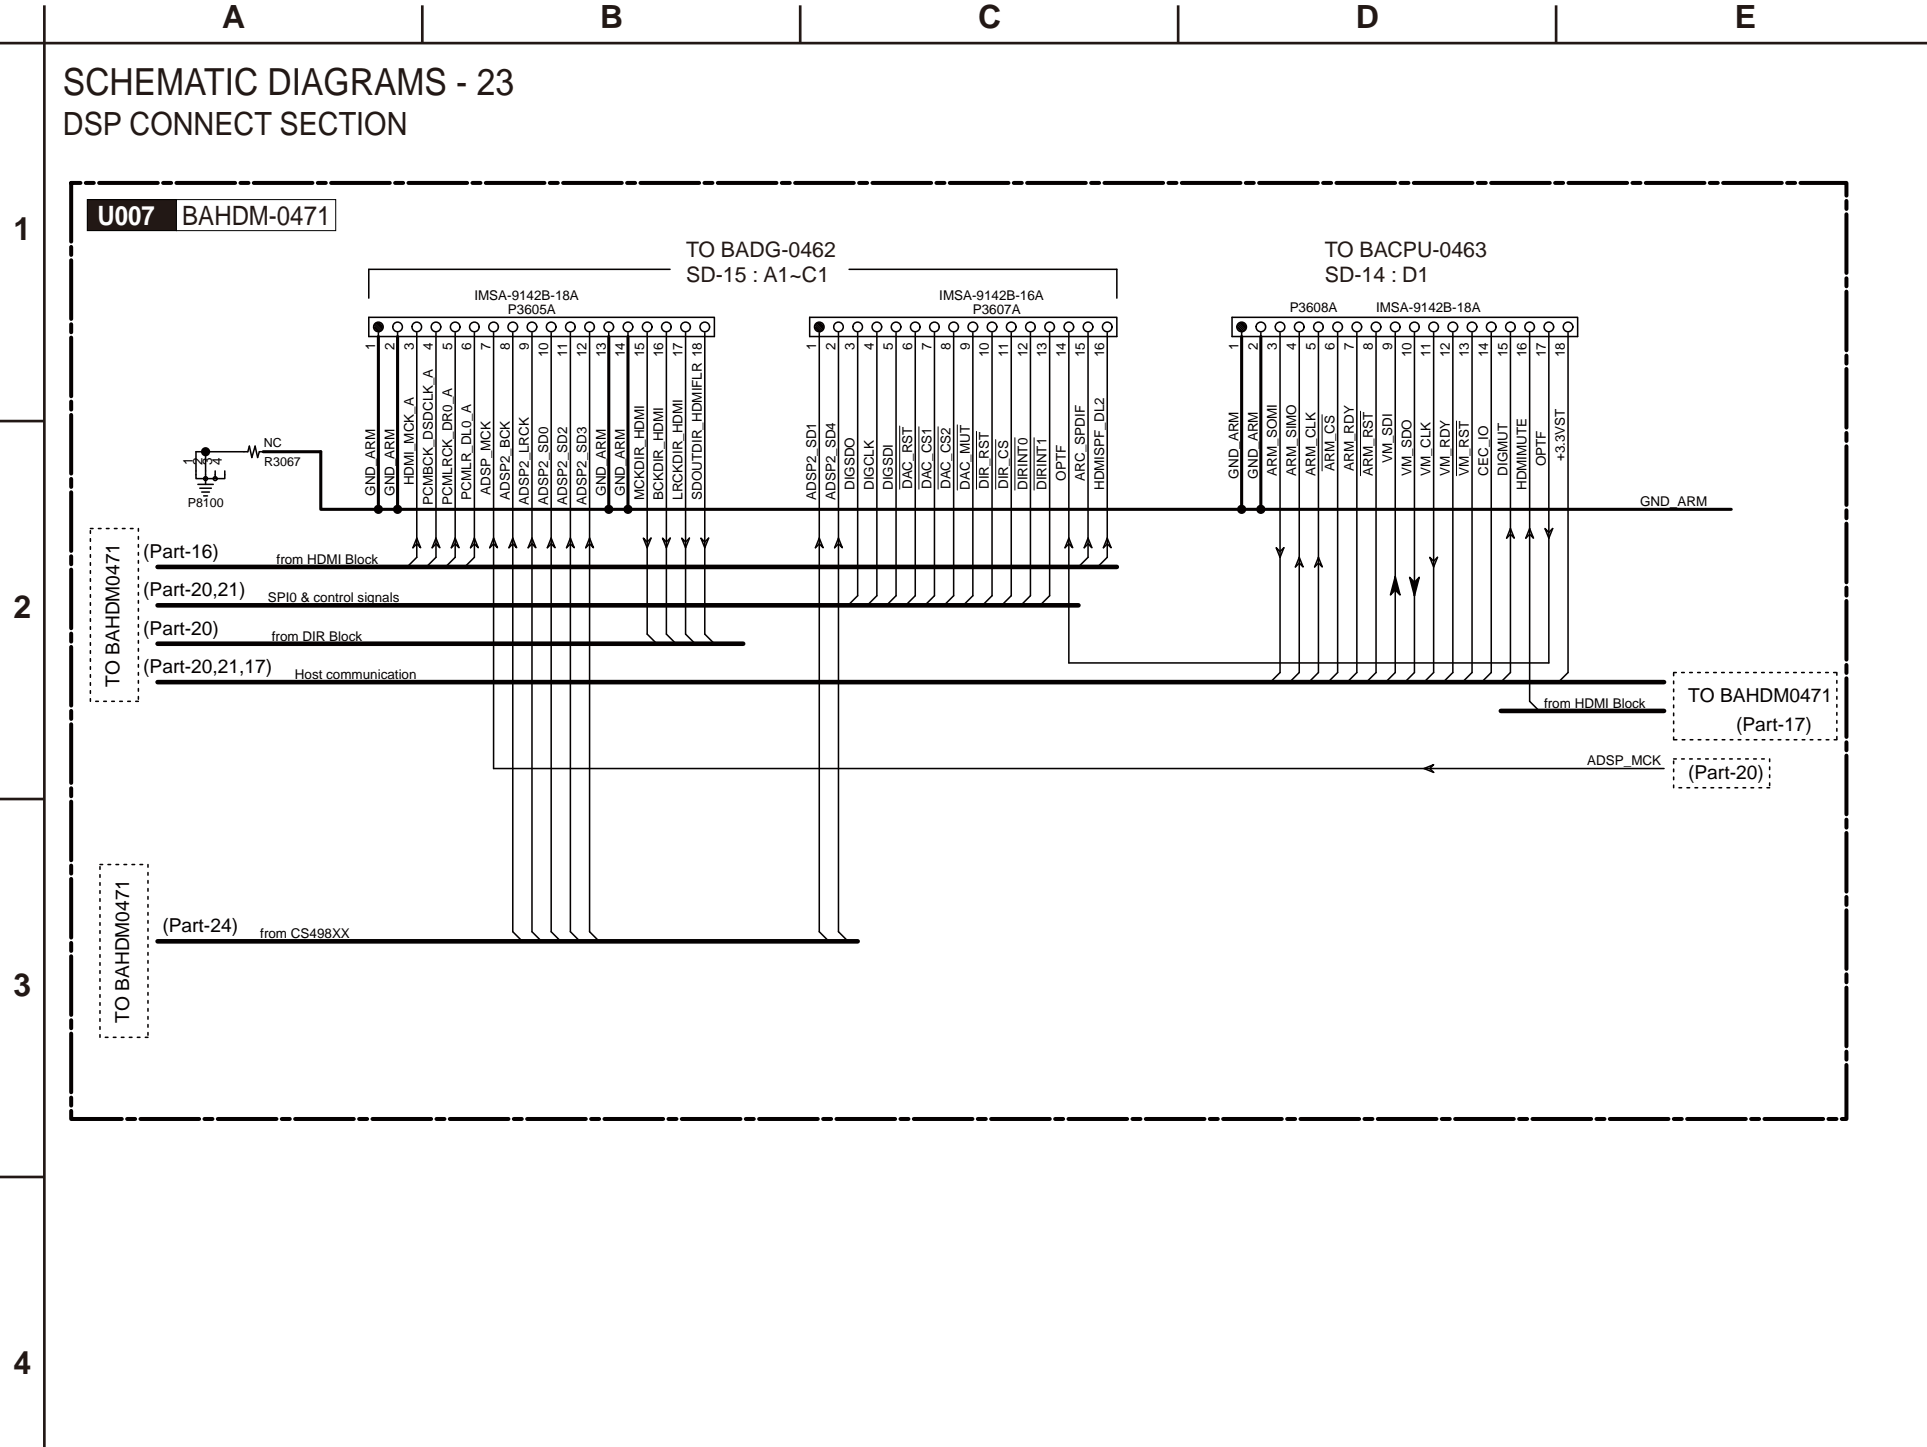 A B C D E
SCHEMATIC DIAGRAMS - 23
DSP CONNECT SECTION
1
U007 BAHDM-0471
TO BADG-0462
SD-15 : A1~C1
TO BACPU-0463
SD-14 : D1
IMSA-9142B-18A
P3605A
IMSA-9142B-16A
P3607A
P3608A IMSA-9142B-18A
1 2 3 4 5 6 7 8 9 10 11 12 13 14 15 16 17 18
1 2 3 4 5 6 7 8 9 10 11 12 13 14 15 16
1 2 3 4 5 6 7 8 9 10 11 12 13 14 15 16 17 18
GND_ARM
GND_ARM
HDMI_MCK_A
PCMBCK_DSDCLK_A
PCMLRCK_DR0_A
PCMLR_DL0_A
ADSP_MCK
ADSP2_BCK
ADSP2_LRCK
ADSP2_SD0
ADSP2_SD2
ADSP2_SD3
GND_ARM
GND_ARM
MCKDIR_HDMI
BCKDIR_HDMI
LRCKDIR_HDMI
SDOUTDIR_HDMIFLR
ADSP2_SD1
ADSP2_SD4
DIGSDO
DIGCLK
DIGSDI
DAC_RST
DAC_CS1
DAC_CS2
DAC_MUT
DIR_RST
DIR_CS
DIRINT0
DIRINT1
OPTF
ARC_SPDIF
HDMISPF_DL2
GND_ARM
GND_ARM
ARM_SOMI
ARM_SIMO
ARM_CLK
ARM_CS
ARM_RDY
ARM_RST
VM_SDI
VM_SDO
VM_CLK
VM_RDY
VM_RST
CEC_IO
DIGMUT
HDMIMUTE
OPTF
+3.3VST
1 2 3 4
NC
R3067
P8100
GND_ARM
2
TO BAHDM0471
(Part-16) from HDMI Block
(Part-20,21) SPI0 & control signals
(Part-20) from DIR Block
(Part-20,21,17) Host communication
from HDMI Block
TO BAHDM0471
(Part-17)
ADSP_MCK
(Part-20)
TO BAHDM0471
(Part-24) from CS498XX
3
4